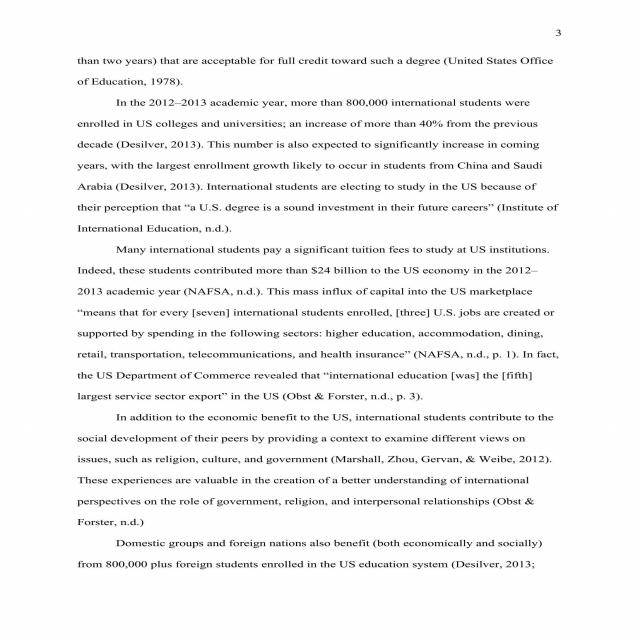 3
than two years) that are acceptable for full credit toward such a degree (United States Office
of Education, 1978).
In the 2012–2013 academic year, more than 800,000 international students were
enrolled in US colleges and universities; an increase of more than 40% from the previous
decade (Desilver, 2013). This number is also expected to significantly increase in coming
years, with the largest enrollment growth likely to occur in students from China and Saudi
Arabia (Desilver, 2013). International students are electing to study in the US because of
their perception that “a U.S. degree is a sound investment in their future careers” (Institute of
International Education, n.d.).
Many international students pay a significant tuition fees to study at US institutions.
Indeed, these students contributed more than $24 billion to the US economy in the 2012–
2013 academic year (NAFSA, n.d.). This mass influx of capital into the US marketplace
“means that for every [seven] international students enrolled, [three] U.S. jobs are created or
supported by spending in the following sectors: higher education, accommodation, dining,
retail, transportation, telecommunications, and health insurance” (NAFSA, n.d., p. 1). In fact,
the US Department of Commerce revealed that “international education [was] the [fifth]
largest service sector export” in the US (Obst & Forster, n.d., p. 3).
In addition to the economic benefit to the US, international students contribute to the
social development of their peers by providing a context to examine different views on
issues, such as religion, culture, and government (Marshall, Zhou, Gervan, & Weibe, 2012).
These experiences are valuable in the creation of a better understanding of international
perspectives on the role of government, religion, and interpersonal relationships (Obst &
Forster, n.d.)
Domestic groups and foreign nations also benefit (both economically and socially)
from 800,000 plus foreign students enrolled in the US education system (Desilver, 2013;